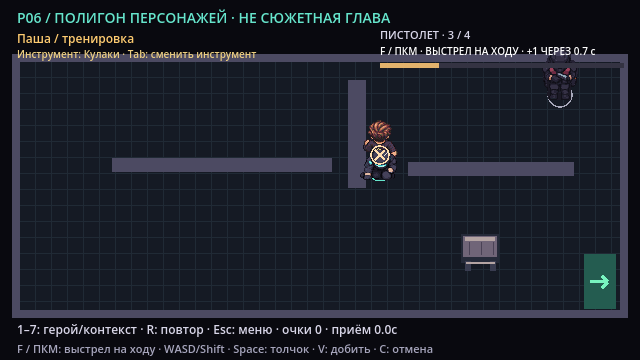 P06 / ПОЛИГОН ПЕРСОНАЖЕЙ · НЕ СЮЖЕТНАЯ ГЛАВА
Паша / тренировка
ПИСТОЛЕТ · 3 / 4
Инструмент: Кулаки · Tab: сменить инструмент
F / ПКМ · ВЫСТРЕЛ НА ХОДУ · +1 ЧЕРЕЗ 0.7 с
1–7: герой/контекст · R: повтор · Esc: меню · очки 0 · приём 0.0с
F / ПКМ: выстрел на ходу · WASD/Shift · Space: толчок · V: добить · C: отмена